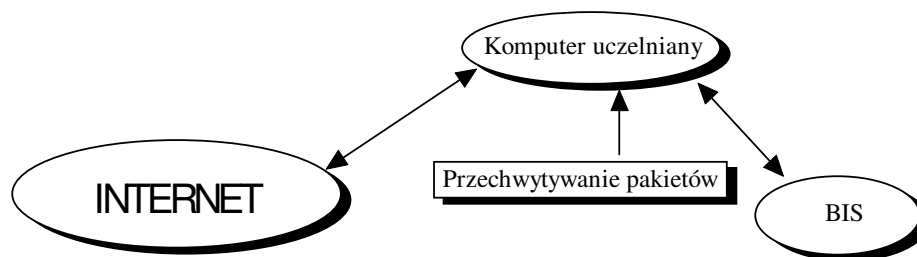 Komputer uczelniany
INTERNET
Przechwytywanie pakietów
BIS